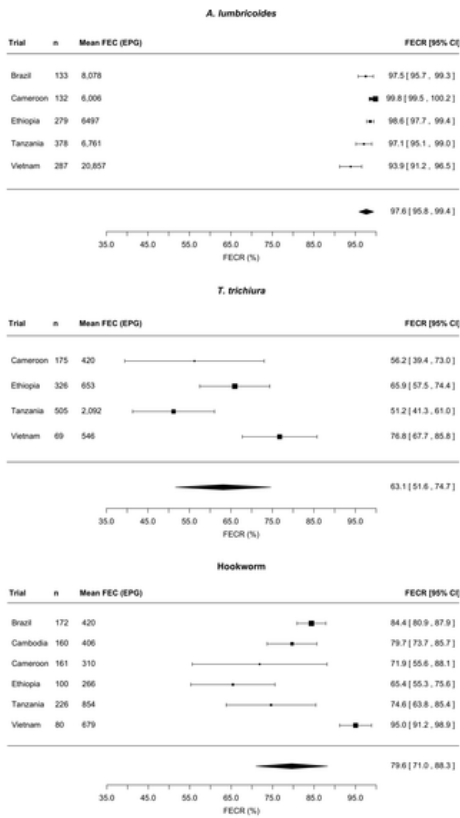 A. lumbricoides
Trial n Mean FEC (EPG) FECR [95% CI]
Brazil 133 8,078 97.5 [ 95.7 , 99.3 ]
Cameroon 132 6,006 99.8 [ 99.5 , 100.2 ]
Ethiopia 279 6497 98.6 [ 97.7 , 99.4 ]
Tanzania 378 6,761 97.1 [ 95.1 , 99.0 ]
Vietnam 287 20,857 93.9 [ 91.2 , 96.5 ]
97.6 [ 95.8 , 99.4 ]
35.0 45.0 55.0 65.0 75.0 85.0 95.0
FECR (%)
T. trichiura
Trial n Mean FEC (EPG) FECR [95% CI]
Cameroon 175 420 56.2 [ 39.4 , 73.0 ]
Ethiopia 326 653 65.9 [ 57.5 , 74.4 ]
Tanzania 505 2,092 51.2 [ 41.3 , 61.0 ]
Vietnam 69 546 76.8 [ 67.7 , 85.8 ]
63.1 [ 51.6 , 74.7 ]
35.0 45.0 55.0 65.0 75.0 85.0 95.0
FECR (%)
Hookworm
Trial n Mean FEC (EPG) FECR [95% CI]
Brazil 172 420 84.4 [ 80.9 , 87.9 ]
Cambodia 160 406 79.7 [ 73.7 , 85.7 ]
Cameroon 161 310 71.9 [ 55.6 , 88.1 ]
Ethiopia 100 266 65.4 [ 55.3 , 75.6 ]
Tanzania 226 854 74.6 [ 63.8 , 85.4 ]
Vietnam 80 679 95.0 [ 91.2 , 98.9 ]
79.6 [ 71.0 , 88.3 ]
35.0 45.0 55.0 65.0 75.0 85.0 95.0
FECR (%)